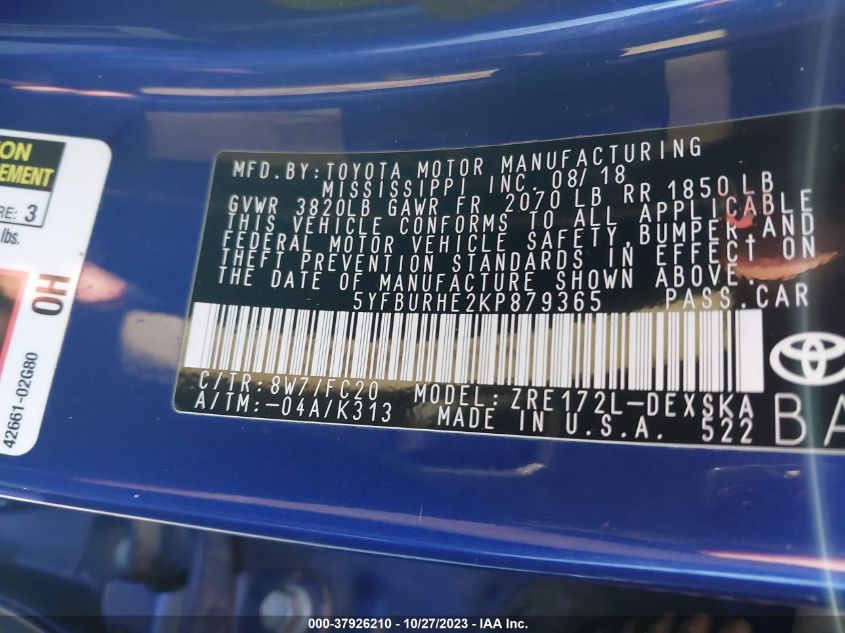 ON
EMENT
RE: 3
lbs.
HO
42661-02G80
MFD.BY:TOYOTA MOTOR MANUFACTURING
MISSISSIPPI INC. 08/18
GVWR 3820LB GAWR FR 2070 LB RR 1850 LB
THIS VEHICLE CONFORMS TO ALL APPLICABLE
FEDERAL MOTOR VEHICLE SAFETY,BUMPER,AND
THEFT PREVENTION STANDARDS IN EFFECT ON
THE DATE OF MANUFACTURE SHOWN ABOVE.
5YFBURHE2KP879365 PASS.CAR
C/TR:8W7/FC20 MODEL:ZRE172L-DEXSKA
A/TM:-04A/K313 MADE IN U.S.A. 522
BA
000-37926210 - 10/27/2023 - IAA Inc.